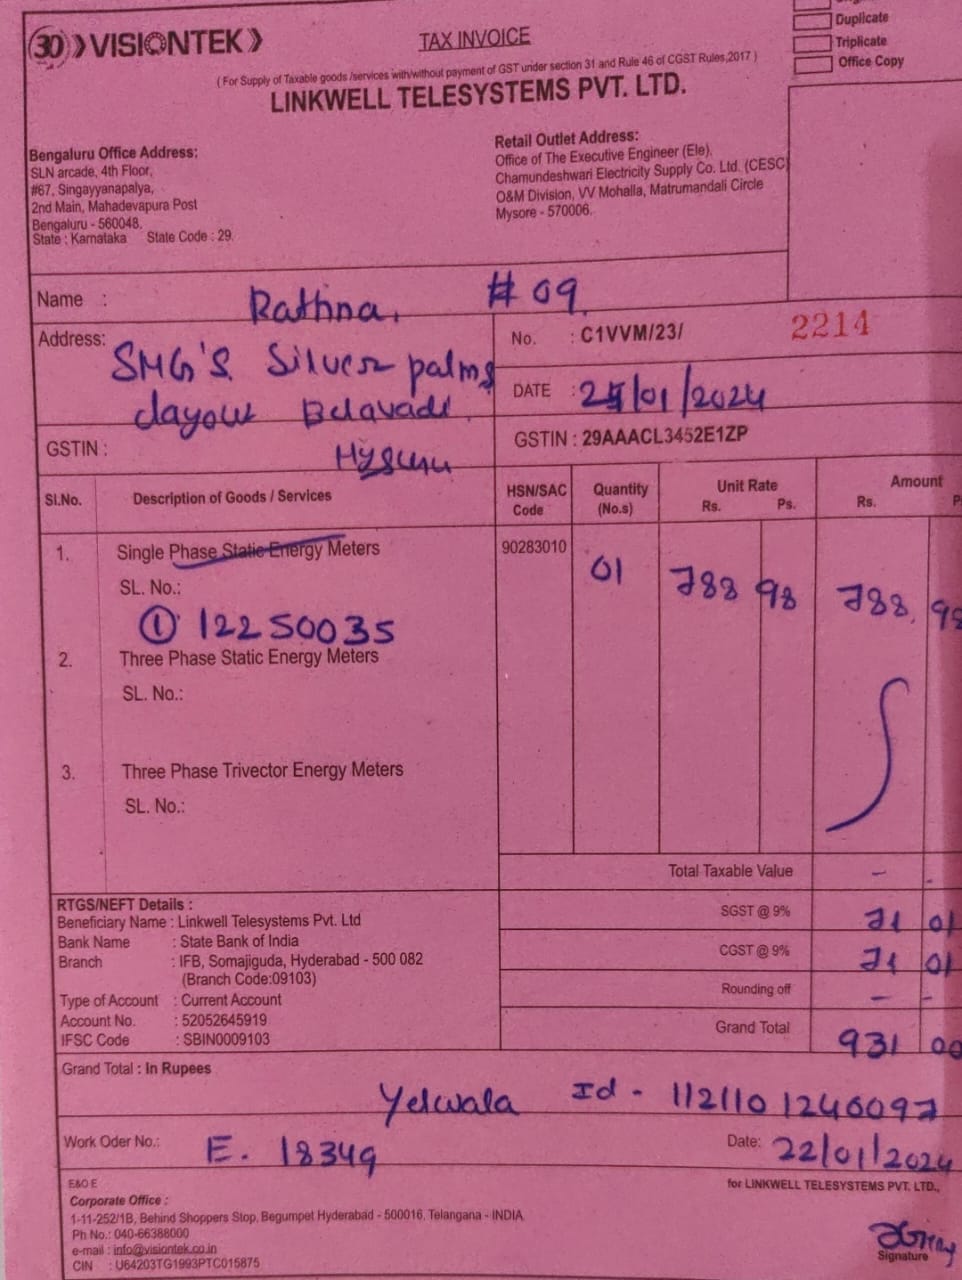 30 VISIONTEK
TAX INVOICE
Duplicate
Triplicate
Office Copy
( For Supply of Taxable goods /services with/without payment of GST under section 31 and Rule 46 of CGST Rules,2017 )
LINKWELL TELESYSTEMS PVT. LTD.
Bengaluru Office Address:
SLN arcade, 4th Floor,
#67, Singayyanapalya,
2nd Main, Mahadevapura Post
Bengaluru - 560048.
State : Karnataka State Code : 29.
Retail Outlet Address:
Office of The Executive Engineer (Ele),
Chamundeshwari Electricity Supply Co. Ltd. (CESC)
O&M Division, VV Mohalla, Matrumandali Circle
Mysore - 570006.
Name : Rathna, # 09
Address: SMG'S Silver palms
layout Belavadi
Mysuru
No. : C1VVM/23/ 2214
DATE : 25/01/2024
GSTIN :
GSTIN : 29AAACL3452E1ZP
Sl.No. Description of Goods / Services HSN/SAC Code Quantity (No.s) Unit Rate Rs. Ps. Amount Rs. P
1. Single Phase Static Energy Meters 90283010 01 788 98 788 98
SL. No.:
① 12250035
2. Three Phase Static Energy Meters
SL. No.:
3. Three Phase Trivector Energy Meters
SL. No.:
Total Taxable Value - -
SGST @ 9% 71 01
CGST @ 9% 71 01
Rounding off - -
Grand Total 931 00
RTGS/NEFT Details :
Beneficiary Name : Linkwell Telesystems Pvt. Ltd
Bank Name : State Bank of India
Branch : IFB, Somajiguda, Hyderabad - 500 082
(Branch Code:09103)
Type of Account : Current Account
Account No. : 52052645919
IFSC Code : SBIN0009103
Grand Total : In Rupees
Yelwala Id - 1121101246097
Work Oder No.: E. 18349 Date: 22/01/2024
E&O E
for LINKWELL TELESYSTEMS PVT. LTD.,
Corporate Office :
1-11-252/1B, Behind Shoppers Stop, Begumpet Hyderabad - 500016, Telangana - INDIA
Ph No.: 040-66388000
e-mail : info@visiontek.co.in
CIN : U64203TG1993PTC015875
Signature